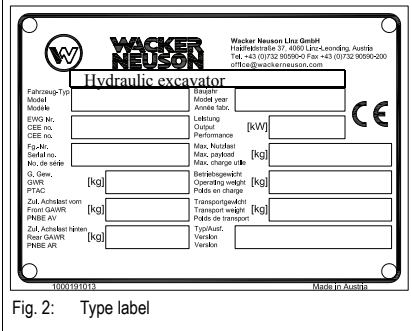 WACKER
NEUSON
Wacker Neuson Linz GmbH
Haidfeldstraße 37, 4060 Linz-Leonding, Austria
Tel. +43 (0)732 90590-0 Fax +43 (0)732 90590-200
office@wackerneuson.com
Hydraulic excavator
Fahrzeug-Typ
Model
Modèle
Baujahr
Model year
Année fabr.
CE
EWG Nr.
CEE no.
CEE no.
Leistung
Output [kW]
Performance
Fg.-Nr.
Serial no.
No. de série
Max. Nutzlast
Max. payload
Max. charge utile
G. Gew.
GWR [kg]
PTAC
Betriebsgewicht
Operating weight [kg]
Poids en charge
Zul. Achslast vorn
Front GAWR [kg]
PNBE AV
Transportgewicht
Transport weight [kg]
Poids de transport
Zul. Achslast hinten
Rear GAWR [kg]
PNBE AR
Typ/Ausf.
Version
Version
1000191013
Made in Austria
Fig. 2: Type label